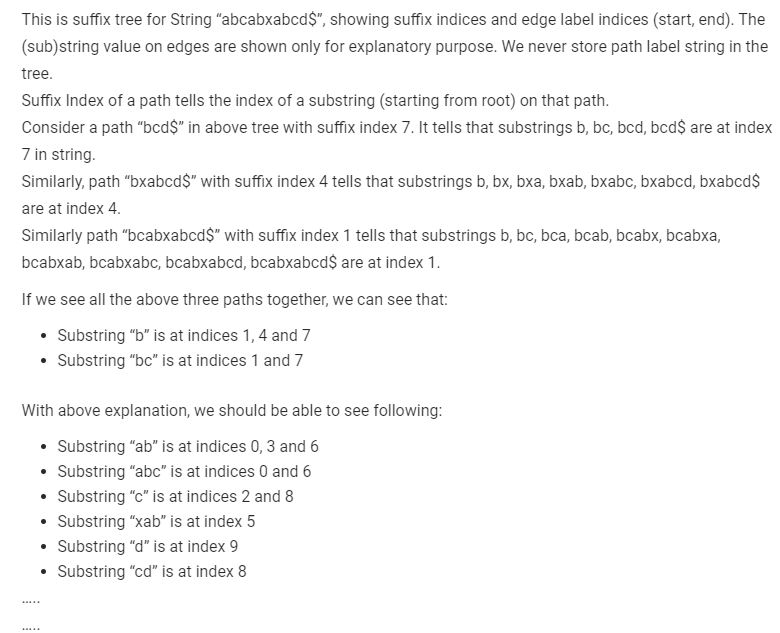 This is suffix tree for String “abcabxabcd$”, showing suffix indices and edge label indices (start, end). The
(sub)string value on edges are shown only for explanatory purpose. We never store path label string in the
tree.
Suffix Index of a path tells the index of a substring (starting from root) on that path.
Consider a path “bcd$” in above tree with suffix index 7. It tells that substrings b, bc, bcd, bcd$ are at index
7 in string.
Similarly, path “bxabcd$” with suffix index 4 tells that substrings b, bx, bxa, bxab, bxabc, bxabcd, bxabcd$
are at index 4.
Similarly path “bcabxabcd$” with suffix index 1 tells that substrings b, bc, bca, bcab, bcabx, bcabxa,
bcabxab, bcabxabc, bcabxabcd, bcabxabcd$ are at index 1.
If we see all the above three paths together, we can see that:
• Substring “b” is at indices 1, 4 and 7
• Substring “bc” is at indices 1 and 7
With above explanation, we should be able to see following:
• Substring “ab” is at indices 0, 3 and 6
• Substring “abc” is at indices 0 and 6
• Substring “c” is at indices 2 and 8
• Substring “xab” is at index 5
• Substring “d” is at index 9
• Substring “cd” is at index 8
…..
…..